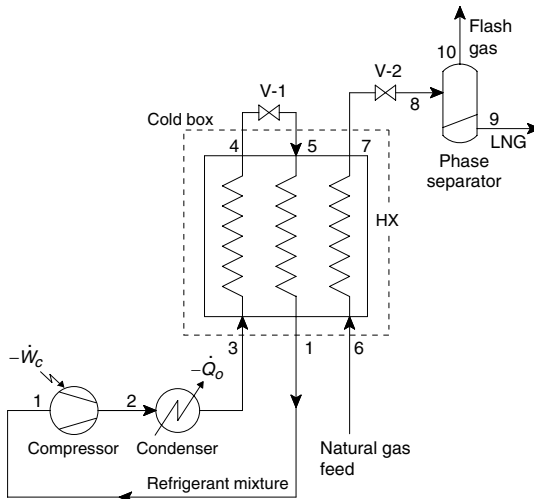 Flash
gas
10
V-2
V-1
8
9
LNG
Cold box
4
5
7
Phase
separator
HX
3
1
6
−Ẇc
−Q̇o
1
2
Compressor
Condenser
Natural gas
feed
Refrigerant mixture